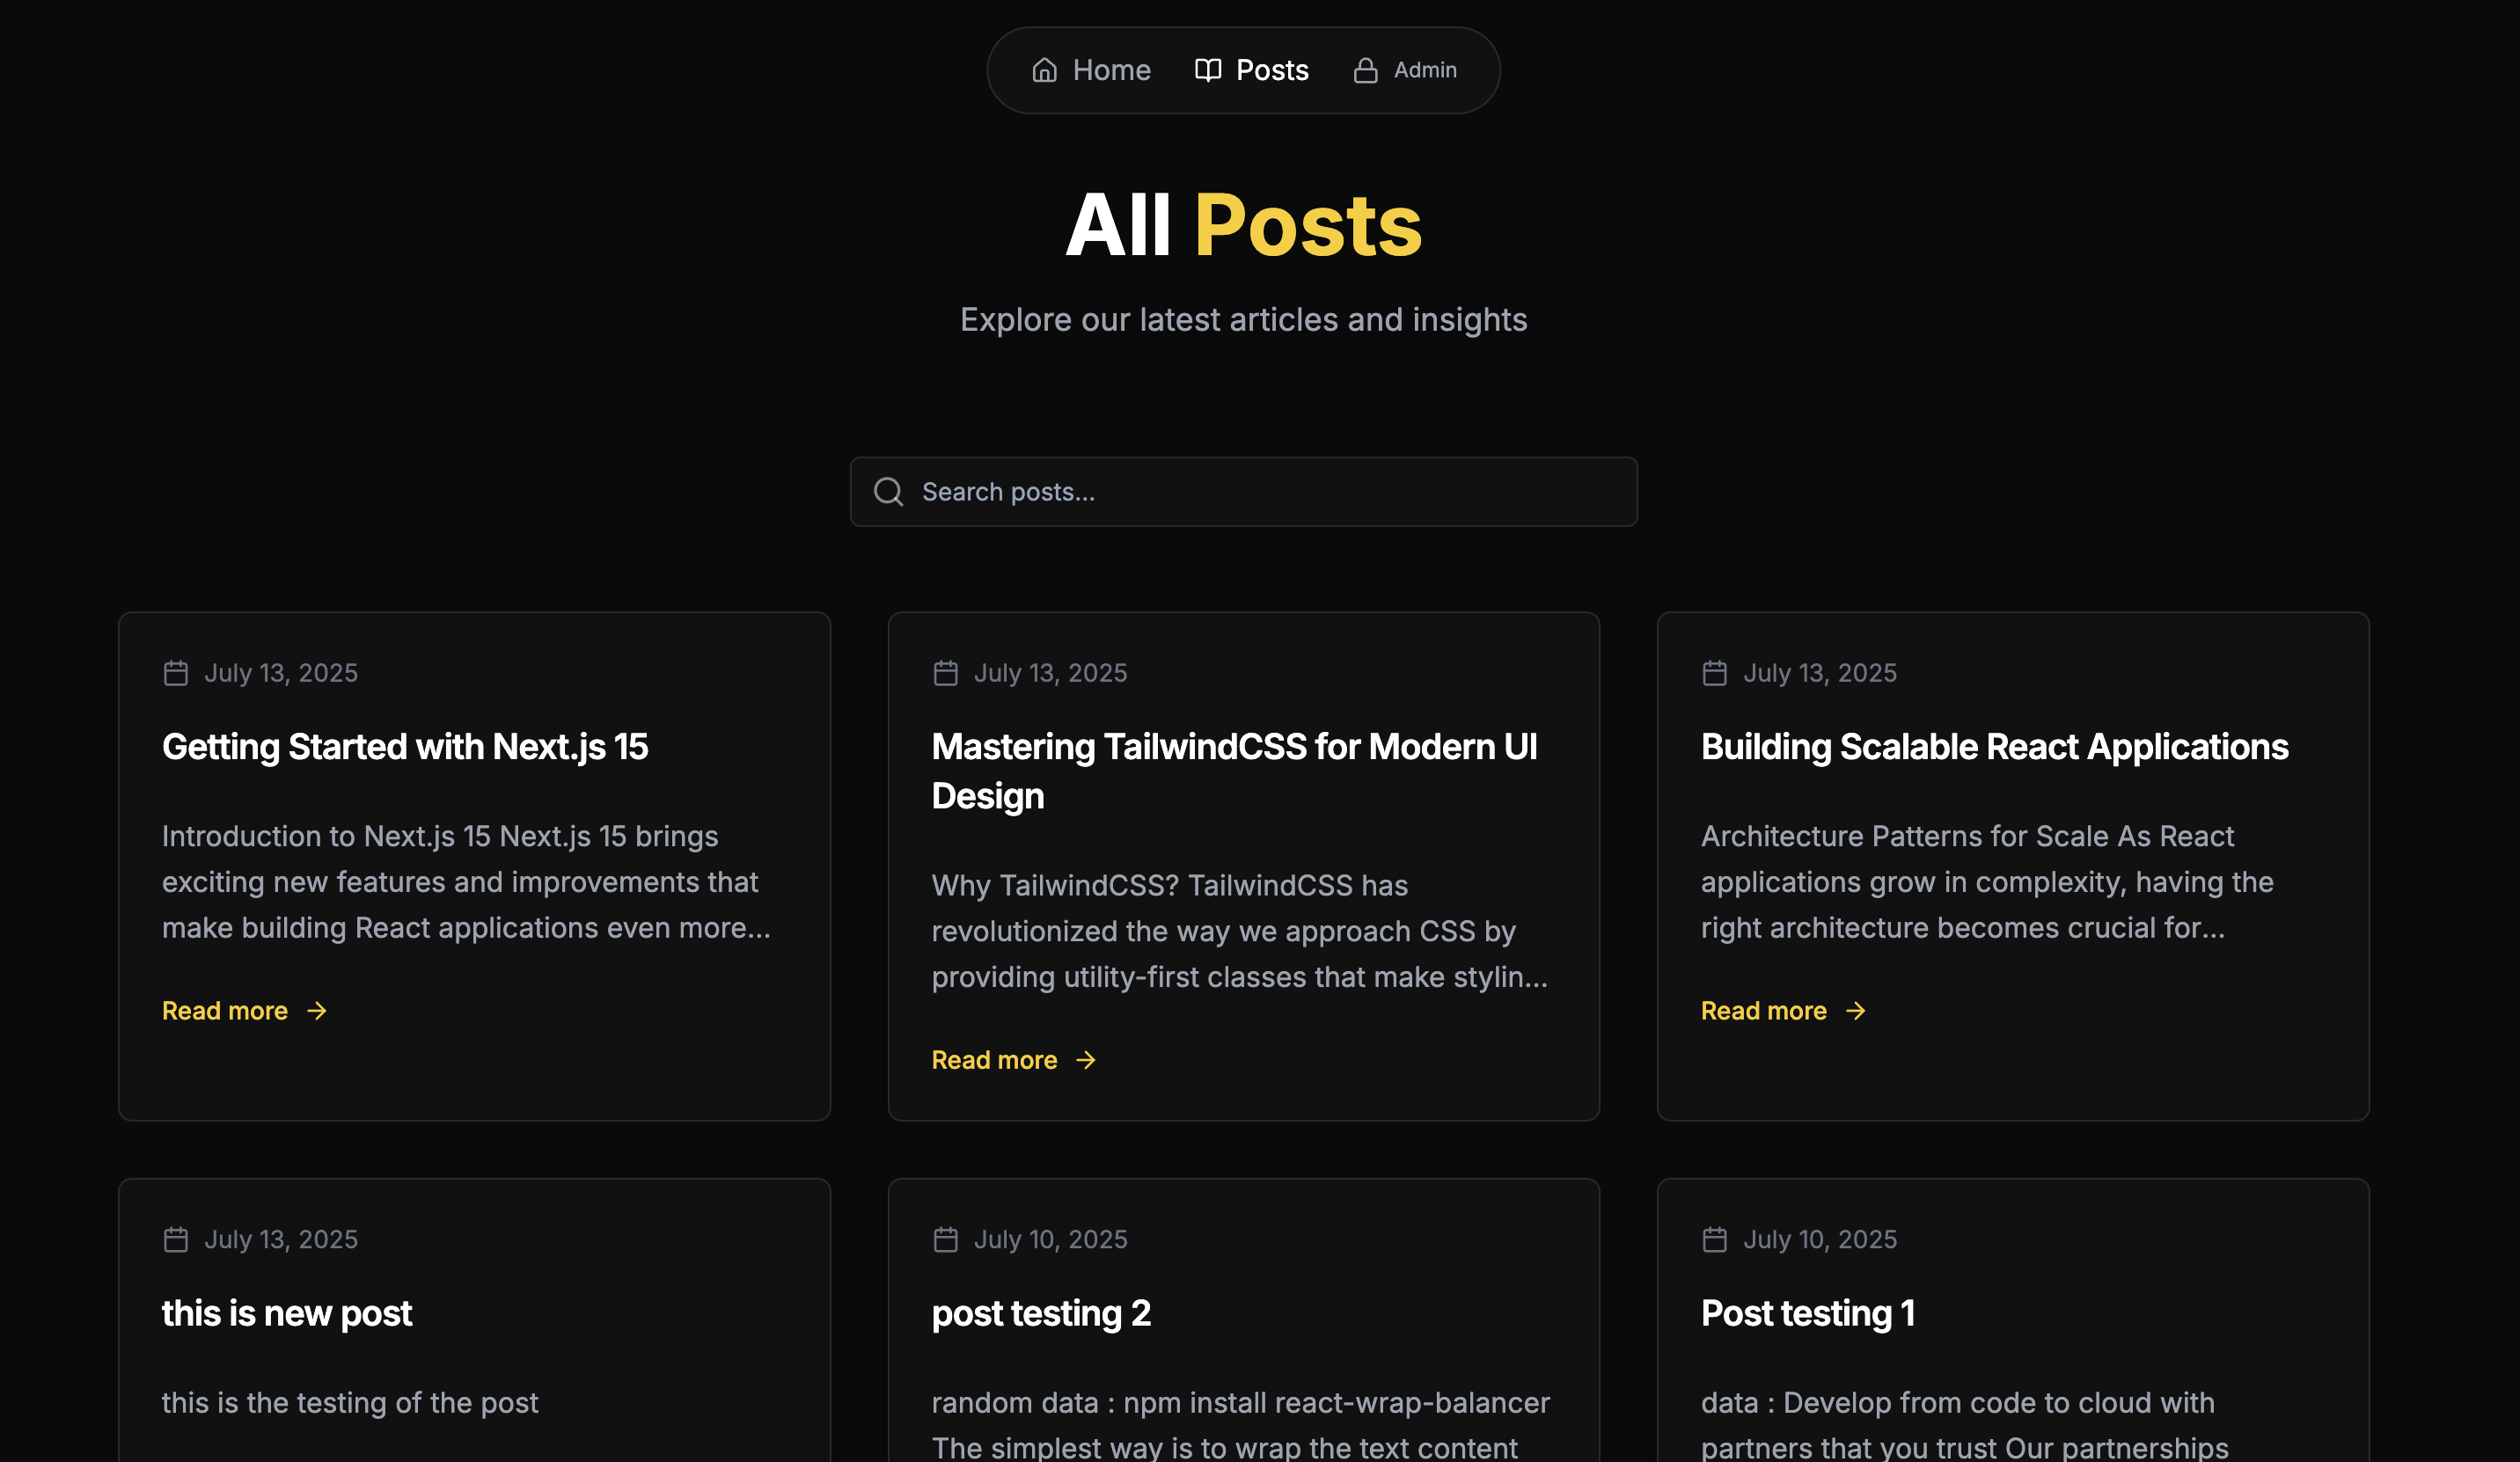 Home Posts Admin
All Posts
Explore our latest articles and insights
Search posts...
July 13, 2025
Getting Started with Next.js 15
Introduction to Next.js 15 Next.js 15 brings
exciting new features and improvements that
make building React applications even more...
Read more
July 13, 2025
Mastering TailwindCSS for Modern UI
Design
Why TailwindCSS? TailwindCSS has
revolutionized the way we approach CSS by
providing utility-first classes that make stylin...
Read more
July 13, 2025
Building Scalable React Applications
Architecture Patterns for Scale As React
applications grow in complexity, having the
right architecture becomes crucial for...
Read more
July 13, 2025
this is new post
this is the testing of the post
July 10, 2025
post testing 2
random data : npm install react-wrap-balancer
The simplest way is to wrap the text content
July 10, 2025
Post testing 1
data : Develop from code to cloud with
partners that you trust Our partnerships